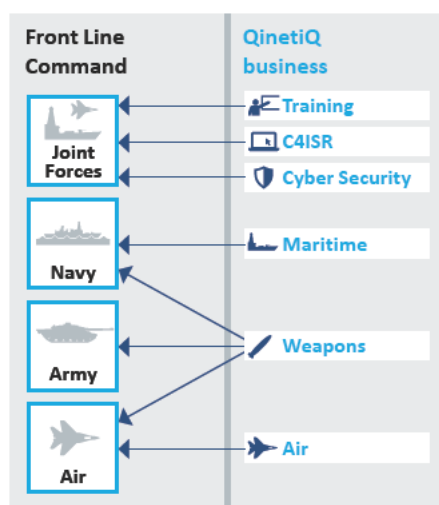 Front Line
Command
QinetiQ
business
Joint
Forces
Navy
Army
Air
Training
C4ISR
Cyber Security
Maritime
Weapons
Air